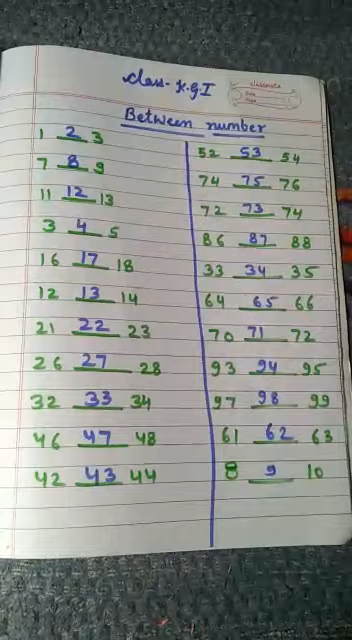 Class- K.G I
classmate
Date
Page
Between number
1 2 3
7 8 9
11 12 13
3 4 5
16 17 18
12 13 14
21 22 23
26 27 28
32 33 34
46 47 48
42 43 44
52 53 54
74 75 76
72 73 74
86 87 88
33 34 35
64 65 66
70 71 72
93 94 95
97 98 99
61 62 63
8 9 10